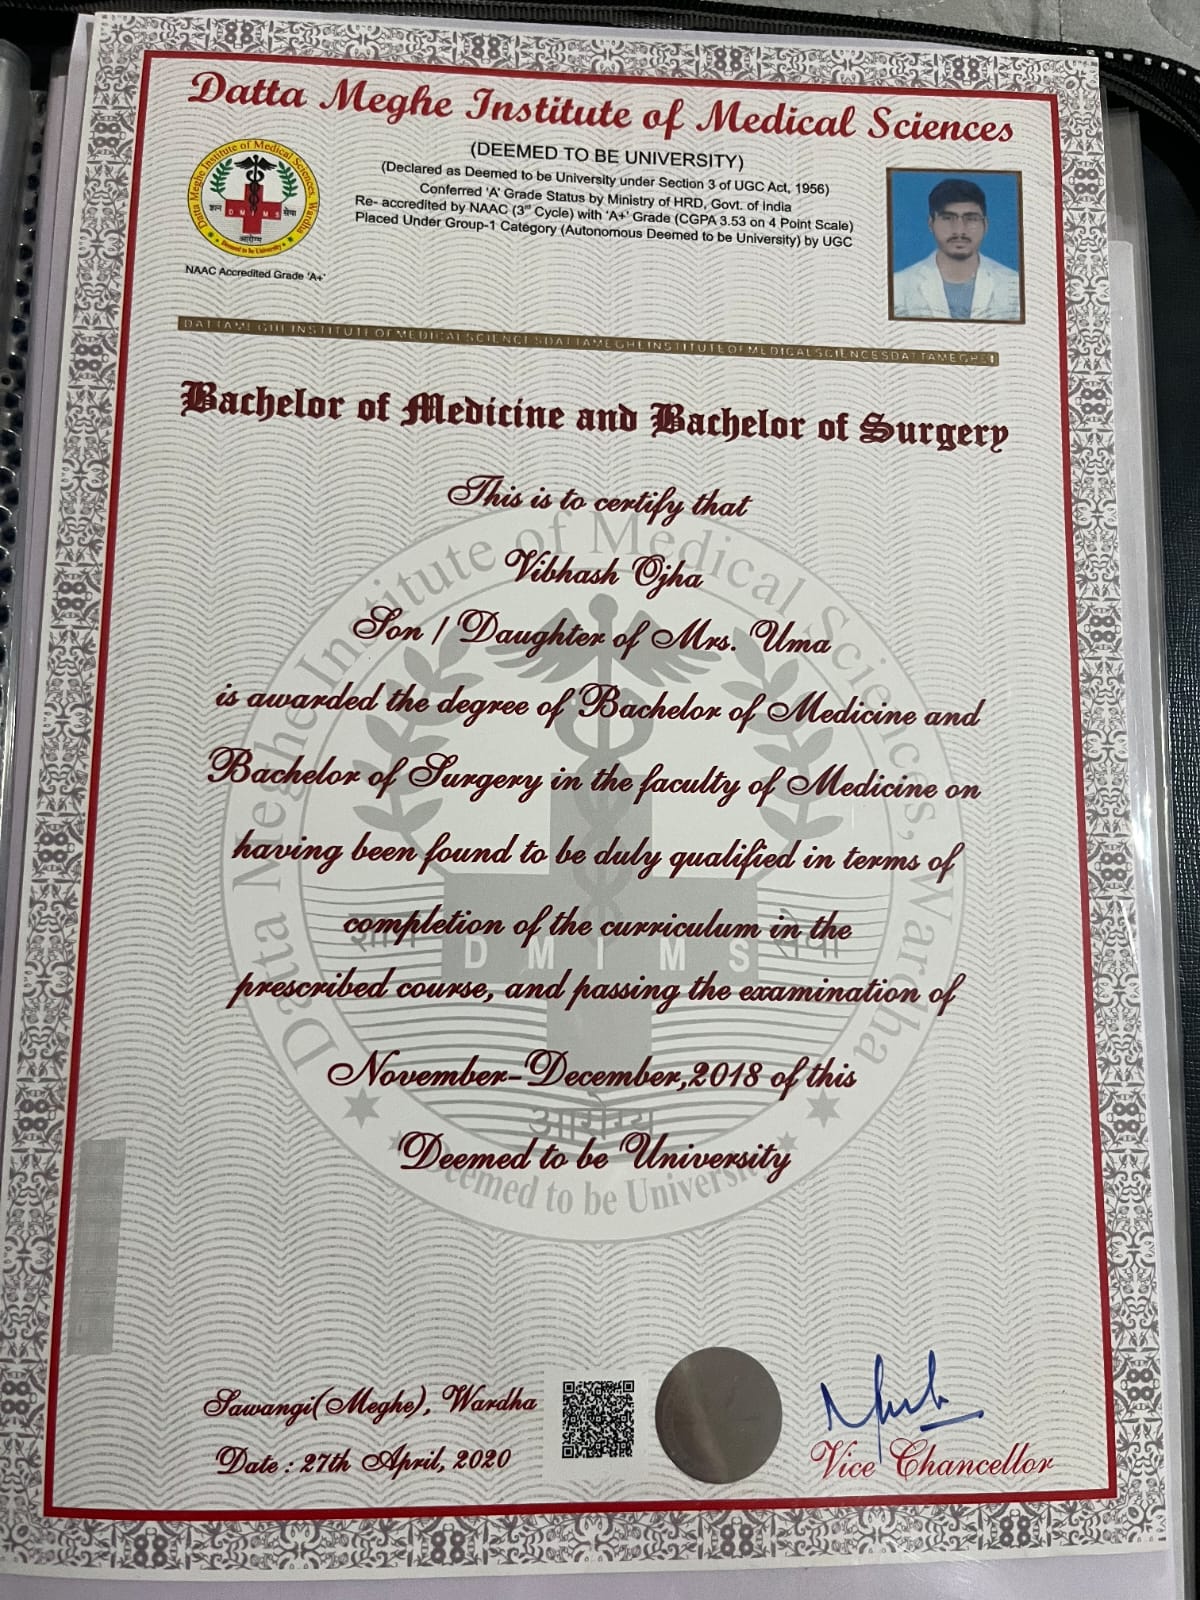 Datta Meghe Institute of Medical Sciences
(DEEMED TO BE UNIVERSITY)
(Declared as Deemed to be University under Section 3 of UGC Act, 1956)
Conferred 'A' Grade Status by Ministry of HRD, Govt. of India
Re- accredited by NAAC (3rd Cycle) with 'A+' Grade (CGPA 3.53 on 4 Point Scale)
Placed Under Group-1 Category (Autonomous Deemed to be University) by UGC
Datta Meghe Institute of Medical Sciences, Wardha
ज्ञान DMIMS सेवा
आरोग्य
Deemed to be University
NAAC Accredited Grade 'A+'
DATTAMEGHEINSTITUTEOFMEDICALSCIENCESDATTAMEGHEINSTITUTEOFMEDICALSCIENCESDATTAMEGHEI
Bachelor of Medicine and Bachelor of Surgery
This is to certify that
Vibhash Ojha
Son / Daughter of Mrs. Uma
is awarded the degree of Bachelor of Medicine and
Bachelor of Surgery in the faculty of Medicine on
having been found to be duly qualified in terms of
completion of the curriculum in the
prescribed course, and passing the examination of
November-December,2018 of this
Deemed to be University
Datta Meghe Institute of Medical Sciences, Wardha
ज्ञान DMIMS सेवा
आरोग्य
Deemed to be University
Sawangi(Meghe), Wardha
Date : 27th April, 2020
Vice Chancellor